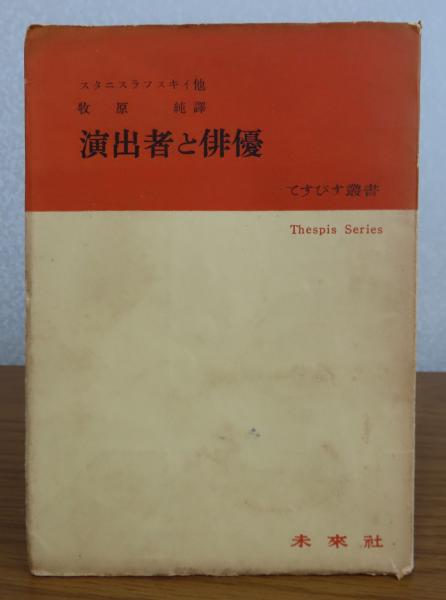 スタニスラフスキイ他
牧原純譯
演出者と俳優
てすぴす叢書
Thespis Series
未來社